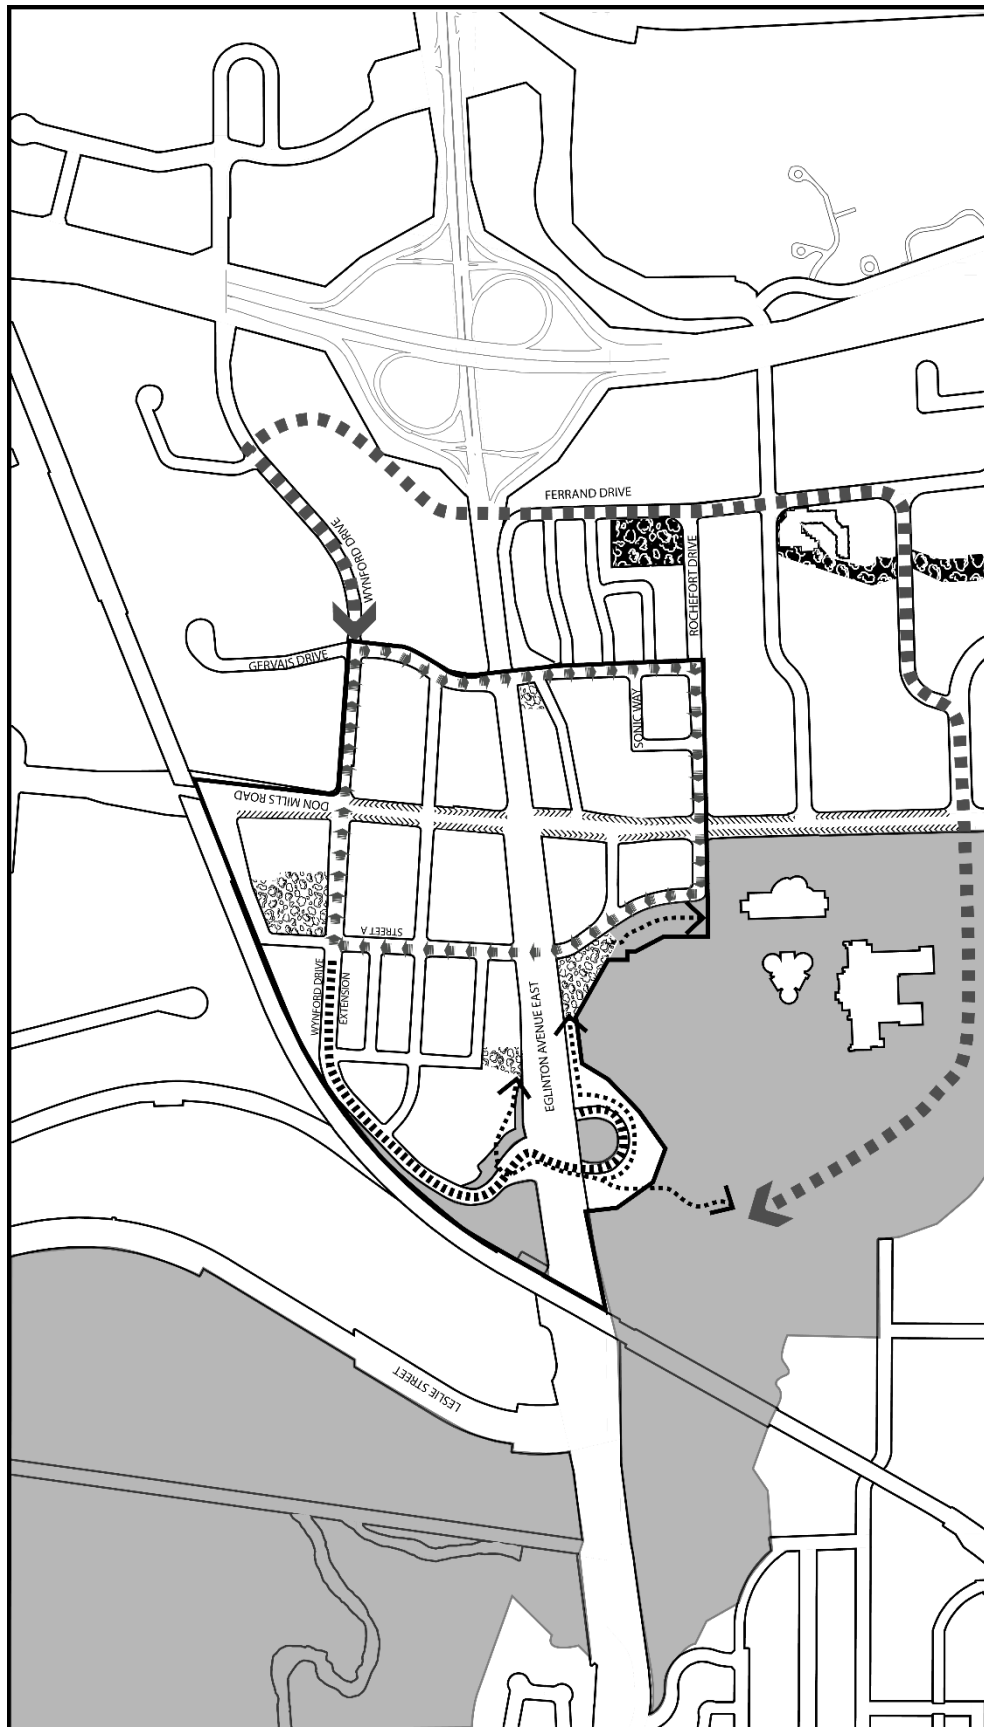 FERRAND DRIVE
WYNFORD DRIVE
ROCHEFORT DRIVE
GERVAIS DRIVE
SONIC WAY
DON MILLS ROAD
STREET A
WYNFORD DRIVE
EXTENSION
EGLINTON AVENUE EAST
LESLIE STREET